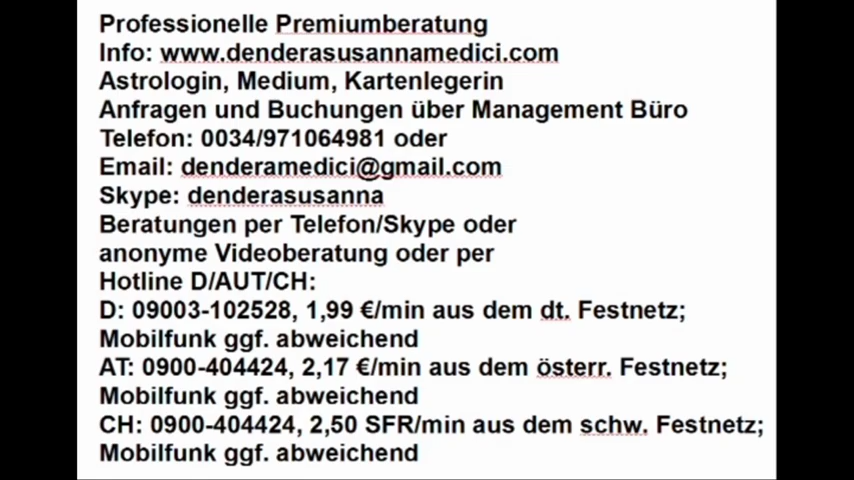 Professionelle Premiumberatung
Info: www.denderasusannamedici.com
Astrologin, Medium, Kartenlegerin
Anfragen und Buchungen über Management Büro
Telefon: 0034/971064981 oder
Email: denderamedici@gmail.com
Skype: denderasusanna
Beratungen per Telefon/Skype oder
anonyme Videoberatung oder per
Hotline D/AUT/CH:
D: 09003-102528, 1,99 €/min aus dem dt. Festnetz;
Mobilfunk ggf. abweichend
AT: 0900-404424, 2,17 €/min aus dem österr. Festnetz;
Mobilfunk ggf. abweichend
CH: 0900-404424, 2,50 SFR/min aus dem schw. Festnetz;
Mobilfunk ggf. abweichend